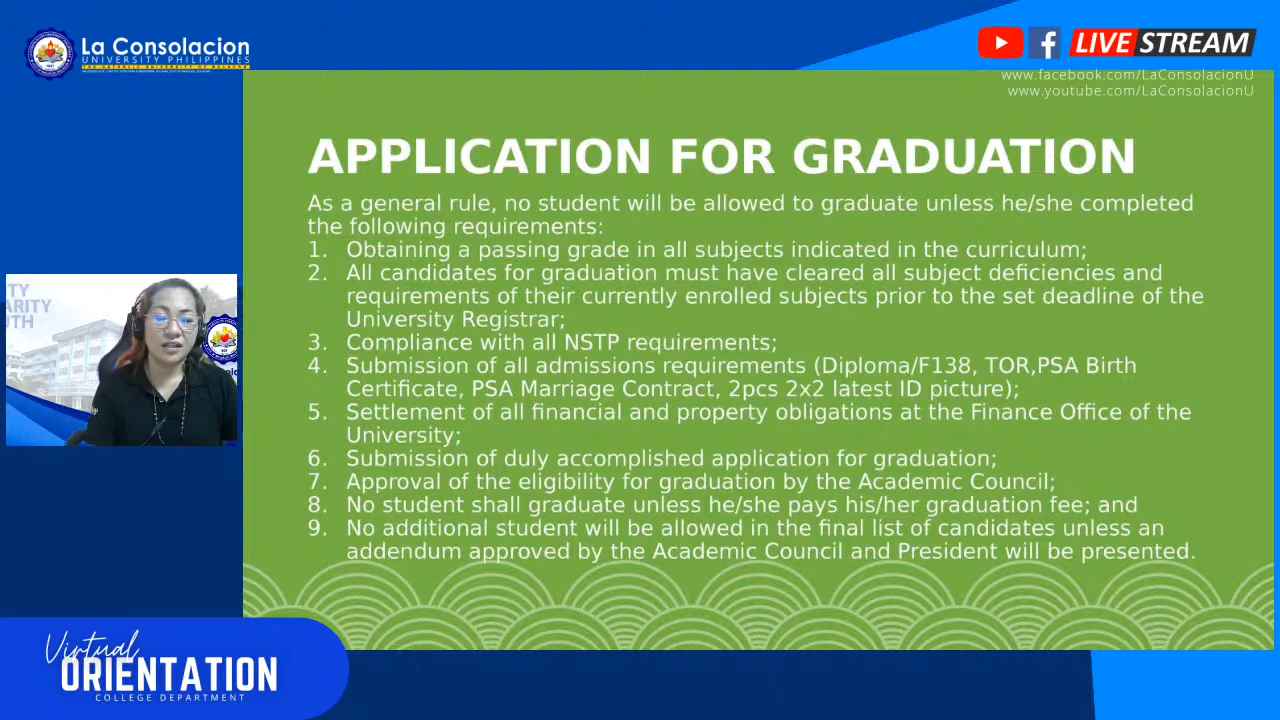 La Consolacion
UNIVERSITY PHILIPPINES
THE CATHOLIC UNIVERSITY OF BULACAN
LIVE STREAM
www.facebook.com/LaConsolacionU
www.youtube.com/LaConsolacionU
APPLICATION FOR GRADUATION
As a general rule, no student will be allowed to graduate unless he/she completed
the following requirements:
1. Obtaining a passing grade in all subjects indicated in the curriculum;
2. All candidates for graduation must have cleared all subject deficiencies and
requirements of their currently enrolled subjects prior to the set deadline of the
University Registrar;
3. Compliance with all NSTP requirements;
4. Submission of all admissions requirements (Diploma/F138, TOR,PSA Birth
Certificate, PSA Marriage Contract, 2pcs 2x2 latest ID picture);
5. Settlement of all financial and property obligations at the Finance Office of the
University;
6. Submission of duly accomplished application for graduation;
7. Approval of the eligibility for graduation by the Academic Council;
8. No student shall graduate unless he/she pays his/her graduation fee; and
9. No additional student will be allowed in the final list of candidates unless an
addendum approved by the Academic Council and President will be presented.
Virtual
ORIENTATION
COLLEGE DEPARTMENT